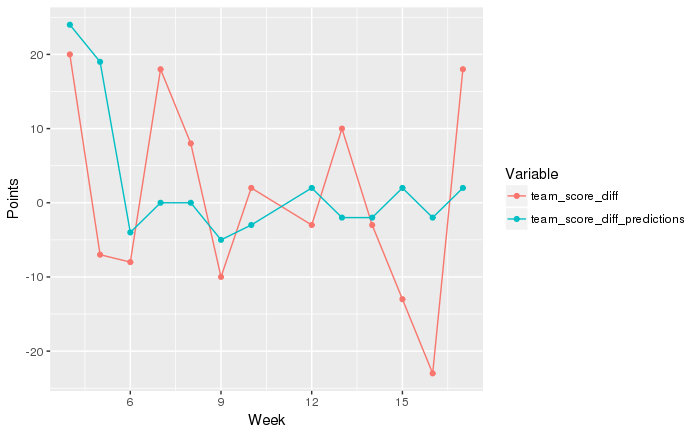 Points
20
10
0
-10
-20
6
9
12
15
Week
Variable
team_score_diff
team_score_diff_predictions